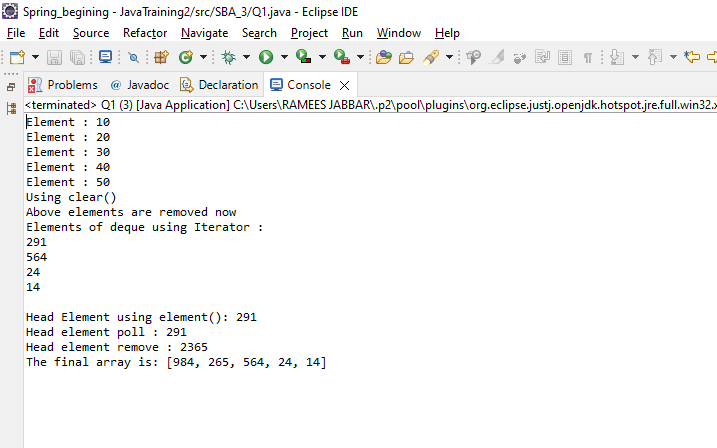 Spring_begining - JavaTraining2/src/SBA_3/Q1.java - Eclipse IDE
File Edit Source Refactor Navigate Search Project Run Window Help
Problems @ Javadoc Declaration Console
<terminated> Q1 (3) [Java Application] C:\Users\RAMEES JABBAR\.p2\pool\plugins\org.eclipse.justj.openjdk.hotspot.jre.full.win32.x
Element : 10
Element : 20
Element : 30
Element : 40
Element : 50
Using clear()
Above elements are removed now
Elements of deque using Iterator :
291
564
24
14
Head Element using element(): 291
Head element poll : 291
Head element remove : 2365
The final array is: [984, 265, 564, 24, 14]